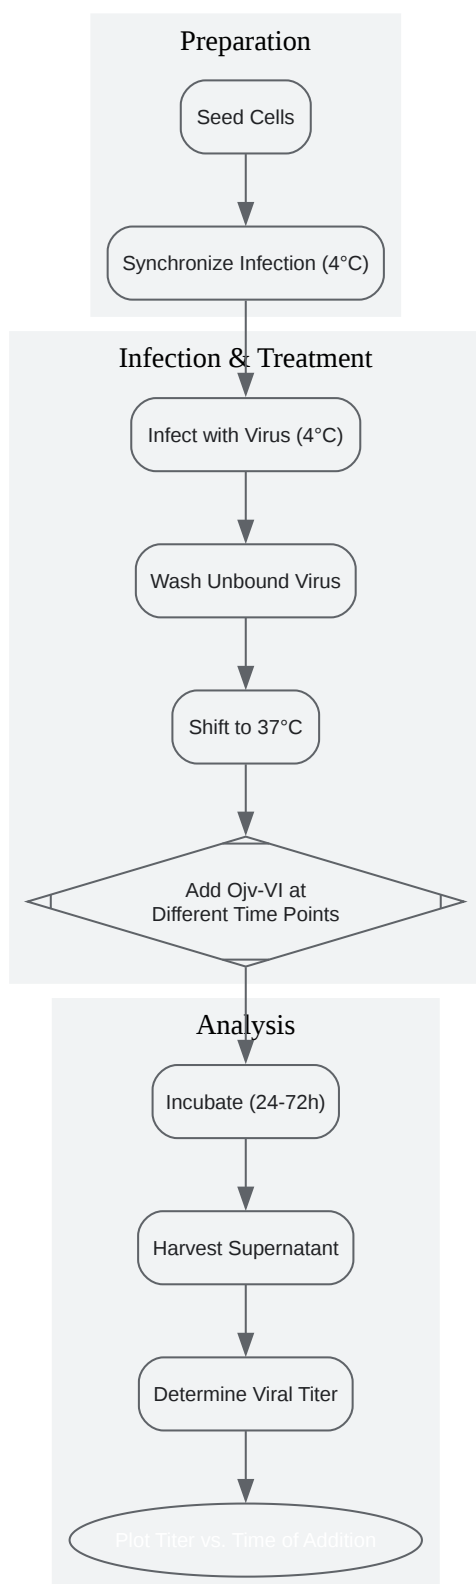 Preparation
Seed Cells
Synchronize Infection (4°C)
Infection & Treatment
Infect with Virus (4°C)
Wash Unbound Virus
Shift to 37°C
Add Ojv-VI at
Different Time Points
Analysis
Incubate (24-72h)
Harvest Supernatant
Determine Viral Titer
Plot Titer vs. Time of Addition